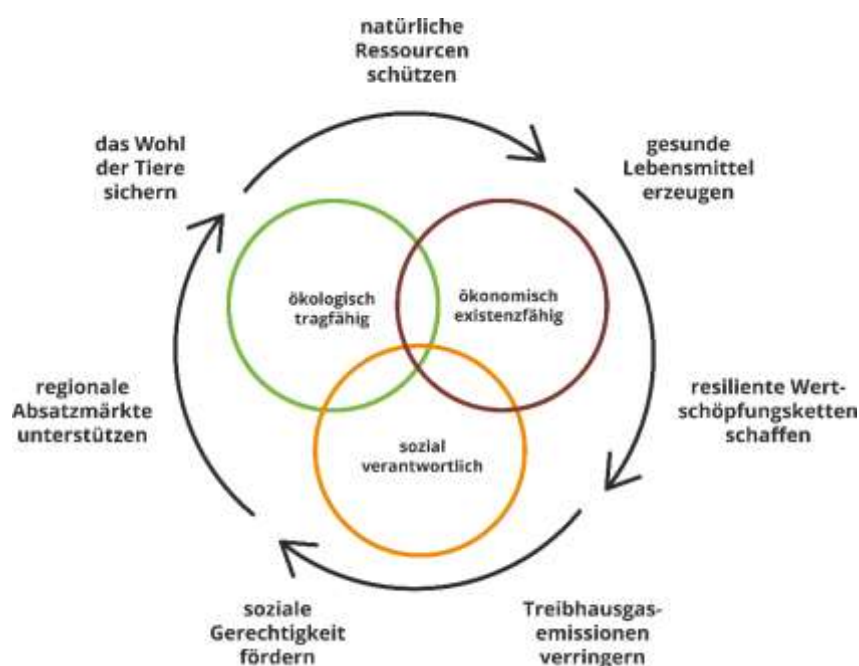 natürliche
Ressourcen
schützen
das Wohl
der Tiere
sichern
gesunde
Lebensmittel
erzeugen
ökologisch
tragfähig
ökonomisch
existenzfähig
regionale
Absatzmärkte
unterstützen
resiliente Wert-
schöpfungsketten
schaffen
sozial
verantwortlich
soziale
Gerechtigkeit
fördern
Treibhausgas-
emissionen
verringern